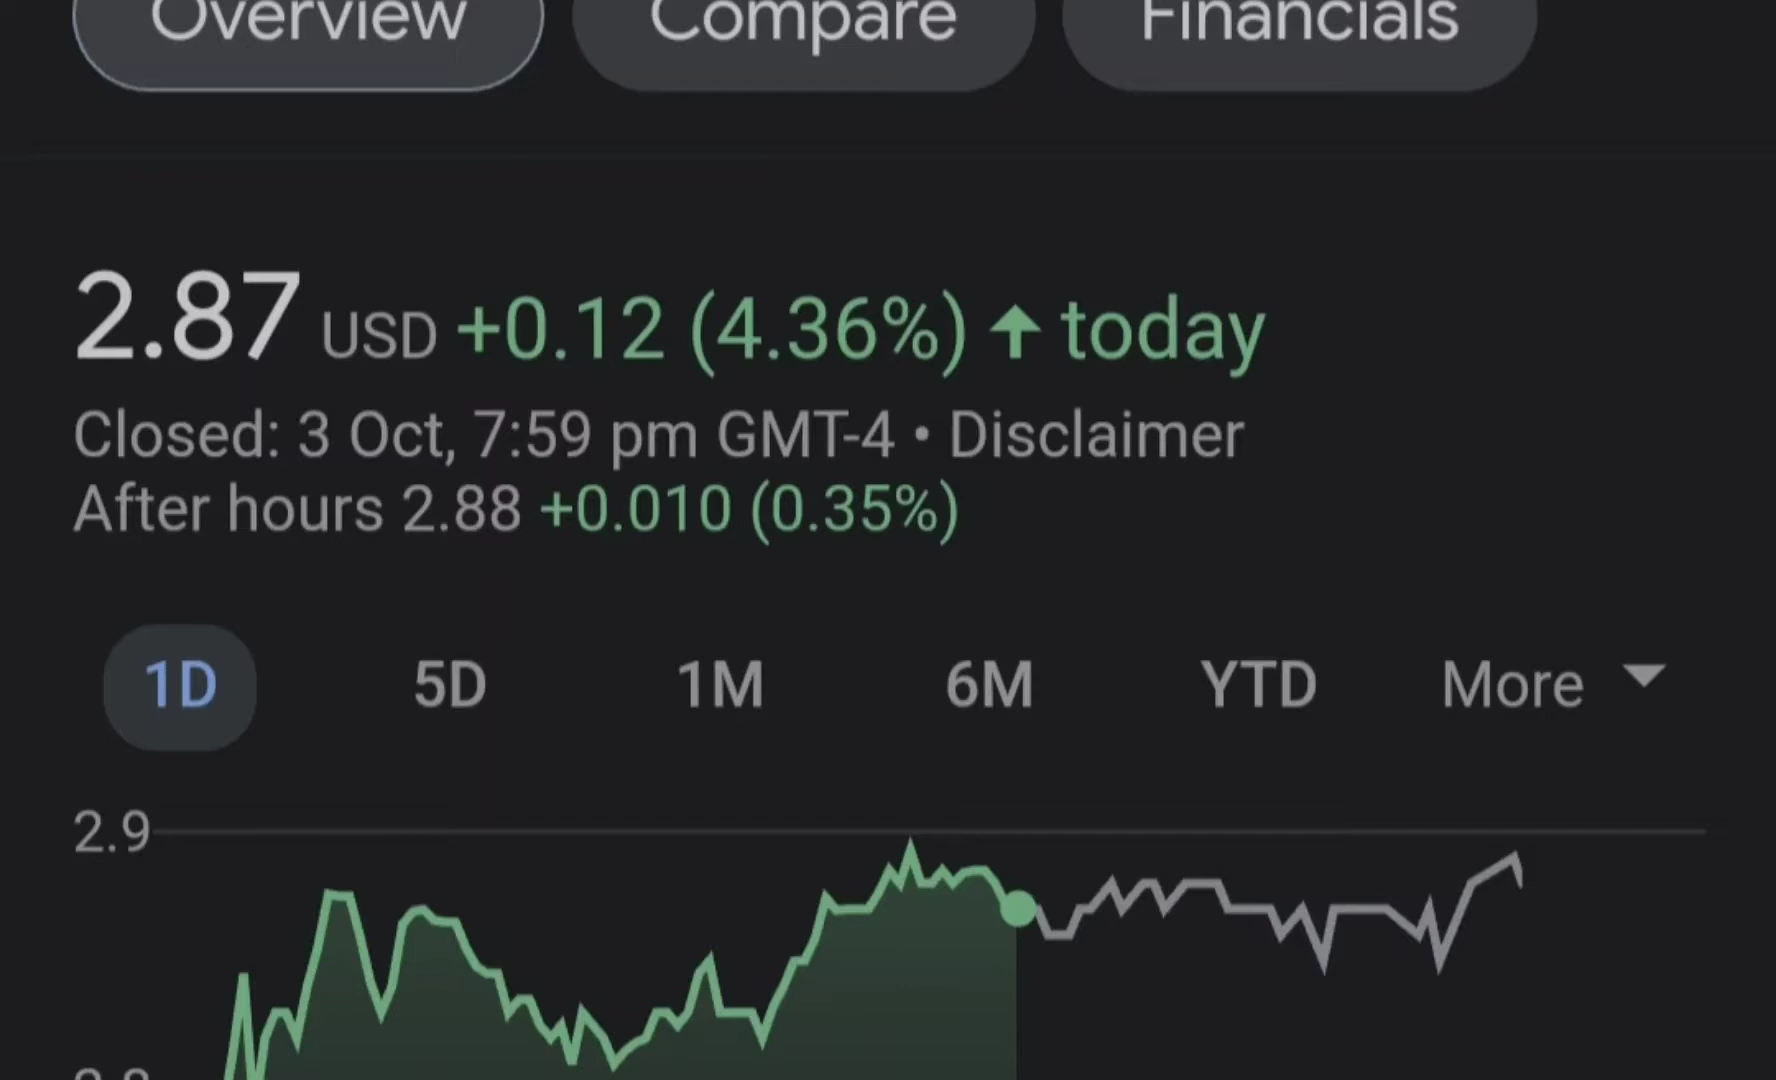 Overview Compare Financials
2.87 USD +0.12 (4.36%) ↑ today
Closed: 3 Oct, 7:59 pm GMT-4 • Disclaimer
After hours 2.88 +0.010 (0.35%)
1D 5D 1M 6M YTD More
2.9